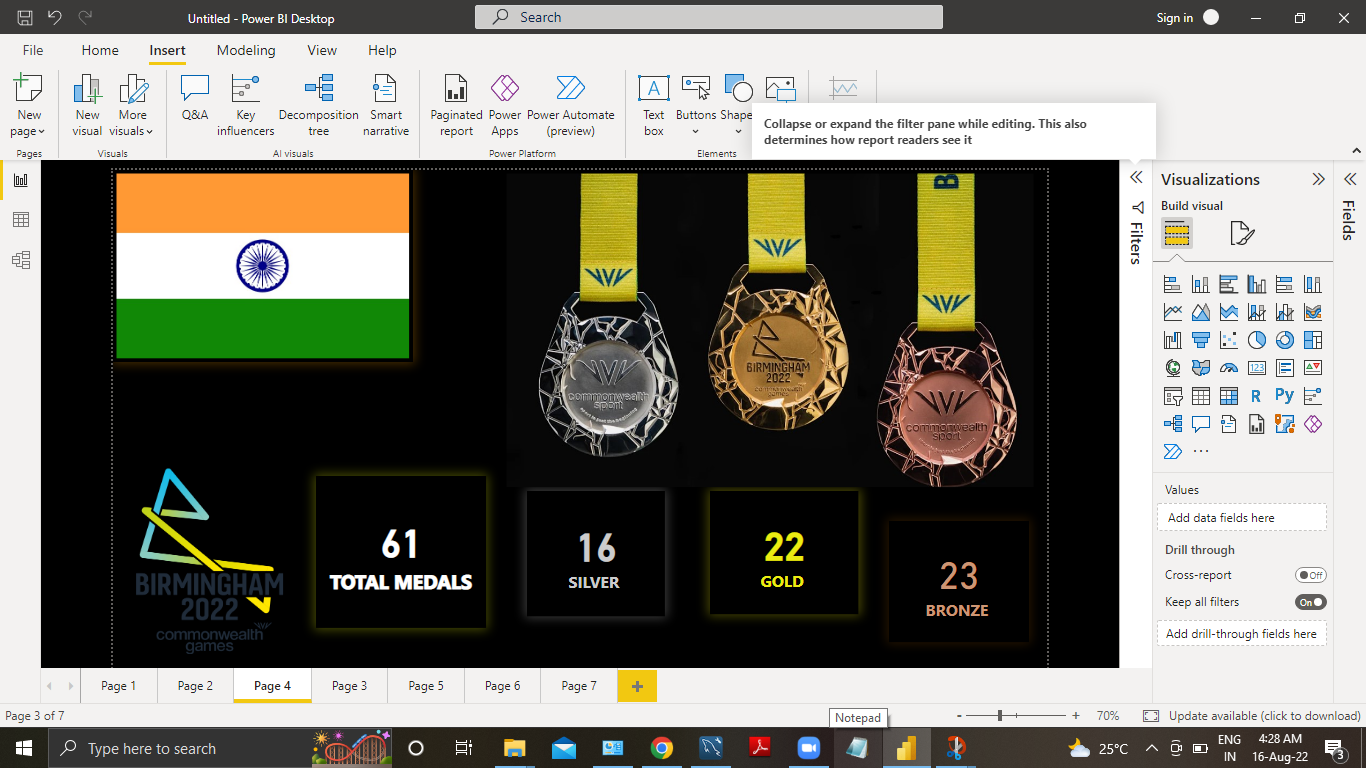 Untitled - Power BI Desktop
Search
Sign in
File
Home
Insert
Modeling
View
Help
New page
New visual
More visuals
Q&A
Key influencers
Decomposition tree
Smart narrative
Paginated report
Power Apps
Power Automate (preview)
Text box
Buttons
Shape
Pages
Visuals
AI visuals
Power Platform
Elements
Collapse or expand the filter pane while editing. This also
determines how report readers see it
Filters
Visualizations
Build visual
Fields
B
BIRMINGHAM
2022
commonwealth
games
commonwealth
sport
commonwealth
sport
BIRMINGHAM
2022
commonwealth
games
61
TOTAL MEDALS
16
SILVER
22
GOLD
23
BRONZE
123
R
Py
Values
Add data fields here
Drill through
Cross-report
Off
Keep all filters
On
Add drill-through fields here
Page 1
Page 2
Page 4
Page 3
Page 5
Page 6
Page 7
+
Page 3 of 7
Notepad
- +
70%
Update available (click to download)
Type here to search
25°C
ENG
IN
4:28 AM
16-Aug-22
3